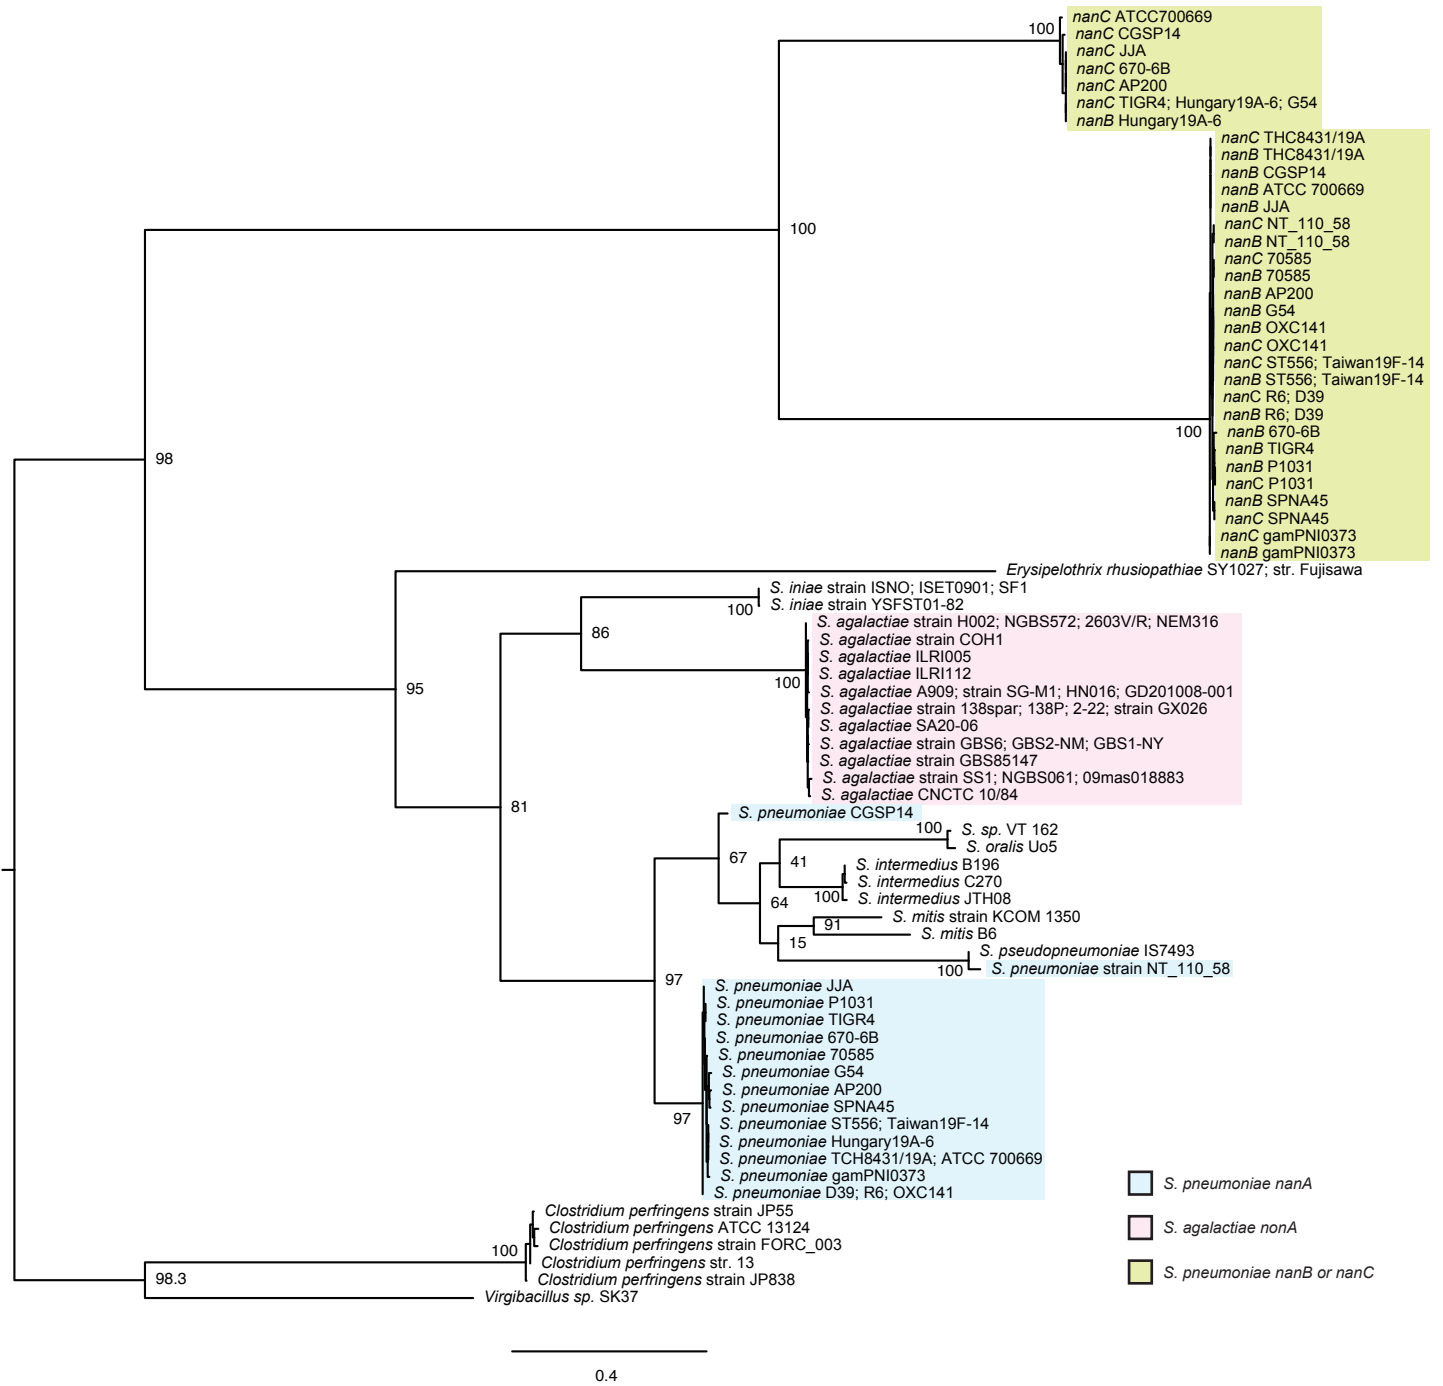 nanC ATCC700669
100
nanC CGSP14
nanC JJA
nanC 670-6B
nanC AP200
nanC TIGR4; Hungary19A-6; G54
nanB Hungary19A-6
nanC THC8431/19A
nanB THC8431/19A
nanB CGSP14
nanB ATCC 700669
nanB JJA
nanC NT_110_58
100
nanB NT_110_58
nanC 70585
nanB 70585
nanB AP200
nanB G54
nanB OXC141
nanC OXC141
nanC ST556; Taiwan19F-14
nanB ST556; Taiwan19F-14
nanC R6; D39
nanB R6; D39
100
nanB 670-6B
nanB TIGR4
98
nanB P1031
nanC P1031
nanB SPNA45
nanC SPNA45
nanC gamPNI0373
nanB gamPNI0373
Erysipelothrix rhusiopathiae SY1027; str. Fujisawa
S. iniae strain ISNO; ISET0901; SF1
100
S. iniae strain YSFST01-82
S. agalactiae strain H002; NGBS572; 2603V/R; NEM316
86
S. agalactiae strain COH1
S. agalactiae ILRI005
S. agalactiae ILRI112
100
95
S. agalactiae A909; strain SG-M1; HN016; GD201008-001
S. agalactiae strain 138spar; 138P; 2-22; strain GX026
S. agalactiae SA20-06
S. agalactiae strain GBS6; GBS2-NM; GBS1-NY
S. agalactiae strain GBS85147
S. agalactiae strain SS1; NGBS061; 09mas018883
S. agalactiae CNCTC 10/84
81
S. pneumoniae CGSP14
100
S. sp. VT 162
S. oralis Uo5
67
41
S. intermedius B196
S. intermedius C270
100
S. intermedius JTH08
64
S. mitis strain KCOM 1350
91
S. mitis B6
15
S. pseudopneumoniae IS7493
100
S. pneumoniae strain NT_110_58
97
S. pneumoniae JJA
S. pneumoniae P1031
S. pneumoniae TIGR4
S. pneumoniae 670-6B
S. pneumoniae 70585
S. pneumoniae G54
S. pneumoniae AP200
S. pneumoniae SPNA45
97
S. pneumoniae ST556; Taiwan19F-14
S. pneumoniae Hungary19A-6
S. pneumoniae TCH8431/19A; ATCC 700669
S. pneumoniae gamPNI0373
S. pneumoniae D39; R6; OXC141
S. pneumoniae nanA
S. agalactiae nonA
S. pneumoniae nanB or nanC
Clostridium perfringens strain JP55
Clostridium perfringens ATCC 13124
Clostridium perfringens strain FORC_003
100
Clostridium perfringens str. 13
98.3
Clostridium perfringens strain JP838
Virgibacillus sp. SK37
0.4